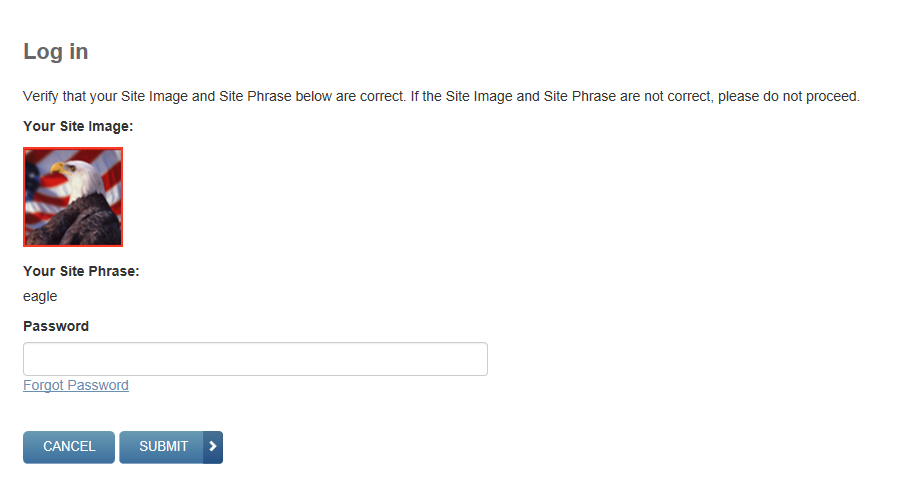 Log in
Verify that your Site Image and Site Phrase below are correct. If the Site Image and Site Phrase are not correct, please do not proceed.
Your Site Image:
Your Site Phrase:
eagle
Password
Forgot Password
CANCEL SUBMIT